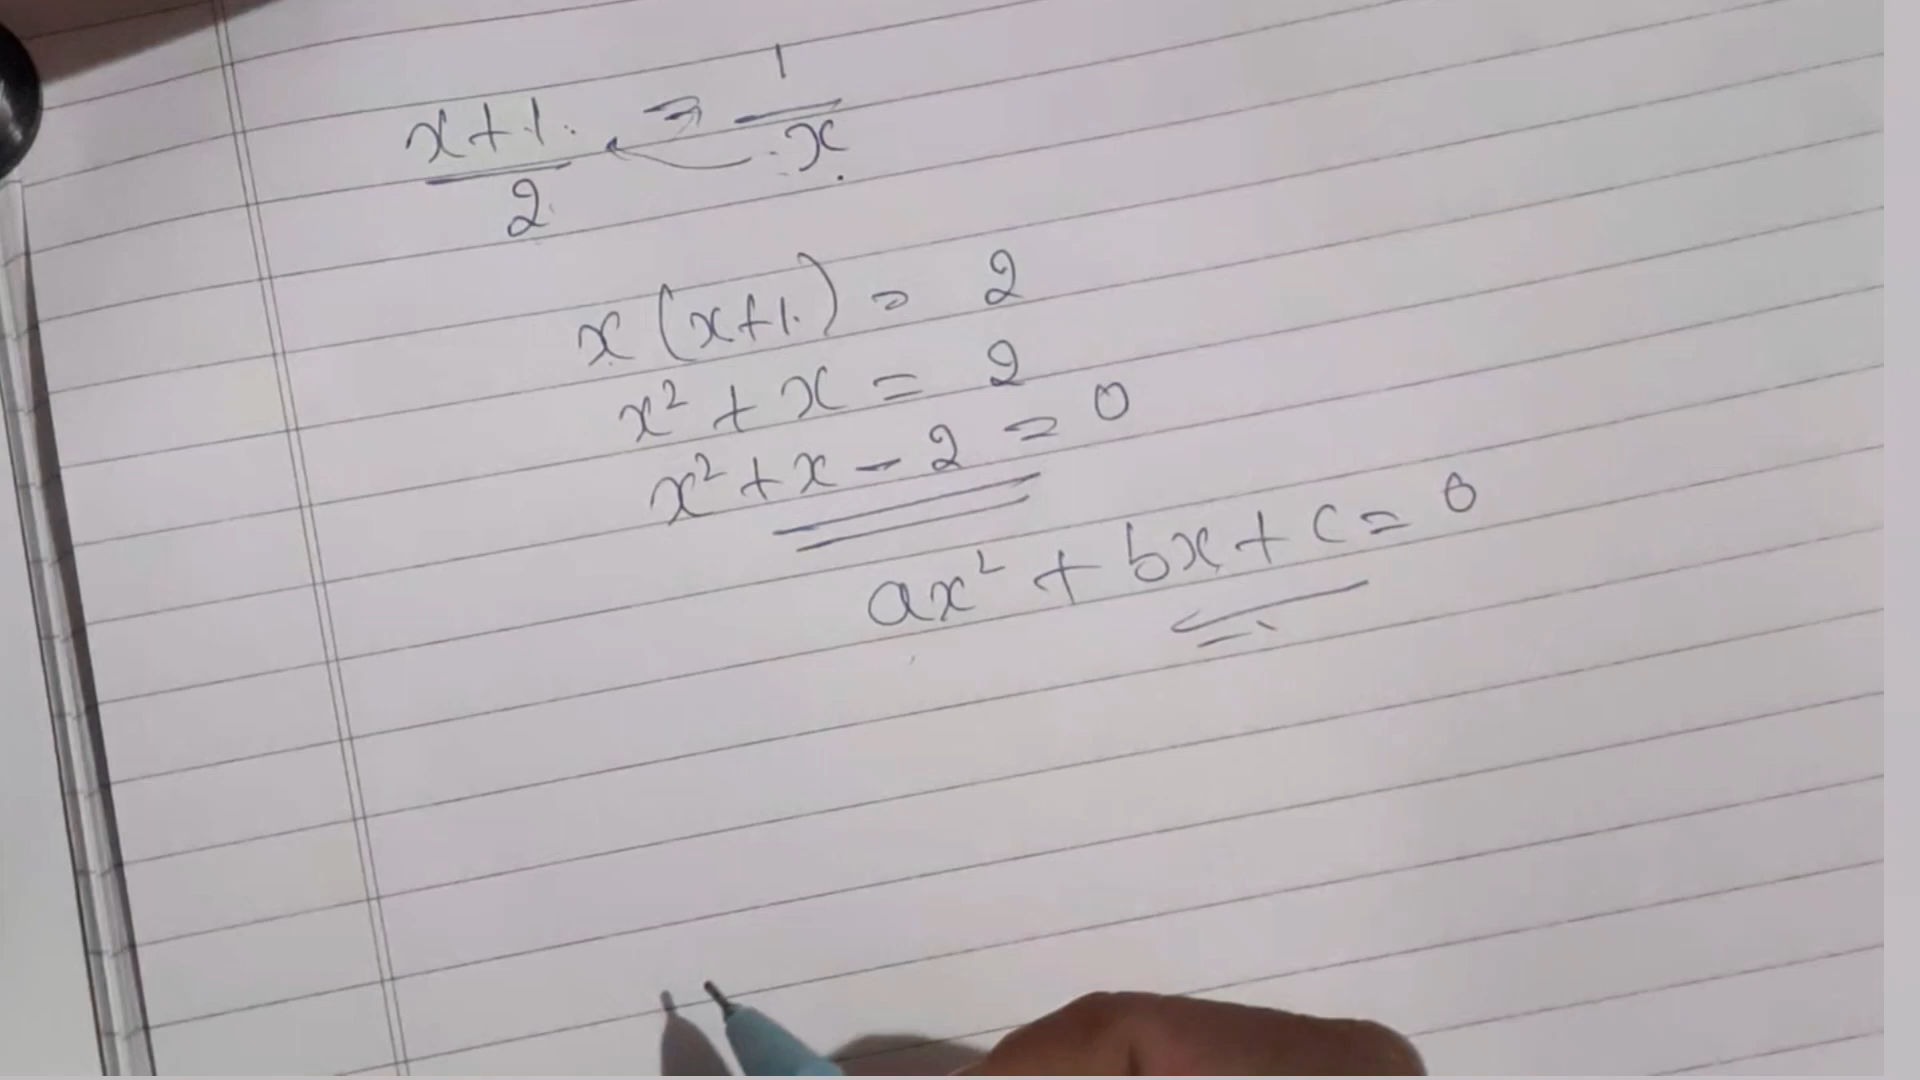 x+1/2 = 1/x
x(x+1) = 2
x² + x = 2
x² + x - 2 = 0
ax² + bx + c = 0